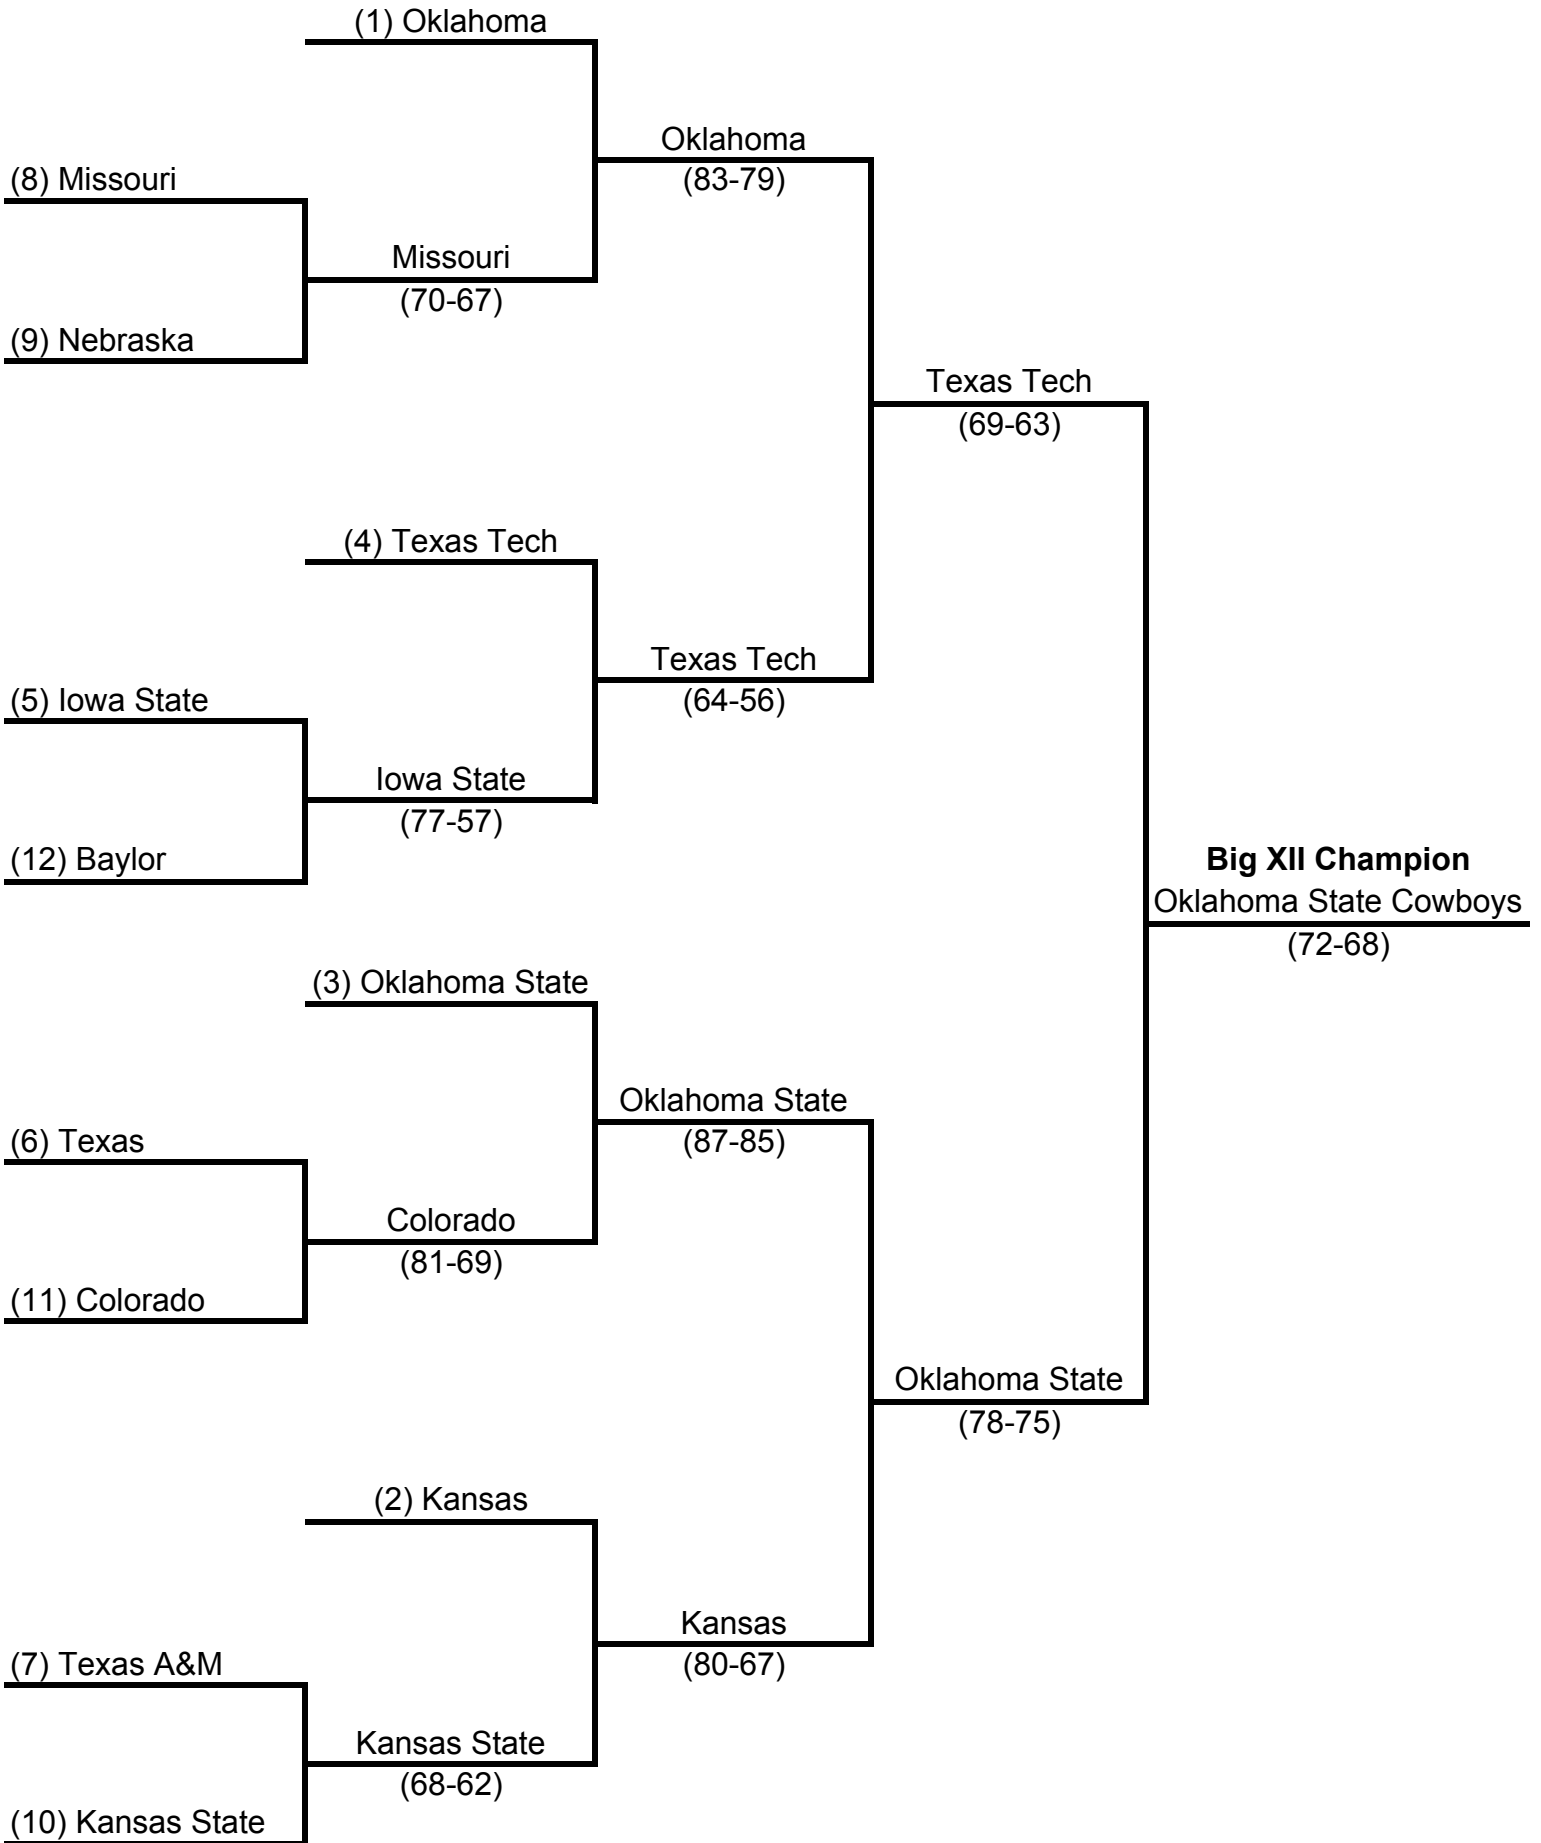 (1) Oklahoma
Oklahoma
(83-79)
(8) Missouri
Missouri
(70-67)
(9) Nebraska
Texas Tech
(69-63)
(4) Texas Tech
Texas Tech
(64-56)
(5) Iowa State
Iowa State
(77-57)
(12) Baylor
Big XII Champion
Oklahoma State Cowboys
(72-68)
(3) Oklahoma State
Oklahoma State
(87-85)
(6) Texas
Colorado
(81-69)
(11) Colorado
Oklahoma State
(78-75)
(2) Kansas
Kansas
(80-67)
(7) Texas A&M
Kansas State
(68-62)
(10) Kansas State